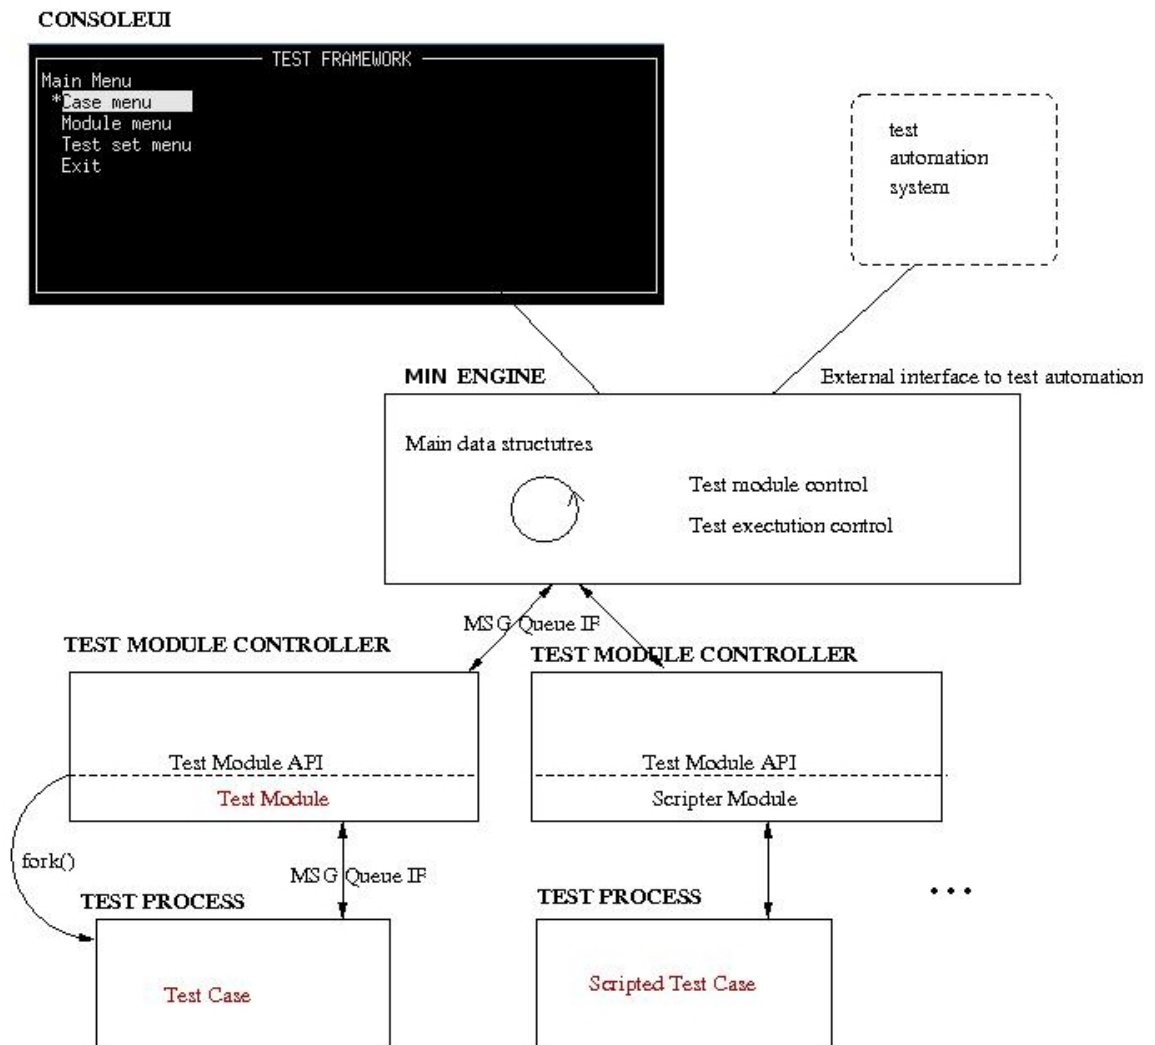 CONSOLEUI
TEST FRAMEWORK
Main Menu
*Case menu
Module menu
Test set menu
Exit
test
automation
system
MIN ENGINE
External interface to test automation
Main data structutres
Test module control
Test exectution control
MSG Queue IF
TEST MODULE CONTROLLER
TEST MODULE CONTROLLER
Test Module API
Test Module
Test Module API
Scripter Module
fork()
MSG Queue IF
TEST PROCESS
TEST PROCESS
...
Test Case
Scripted Test Case